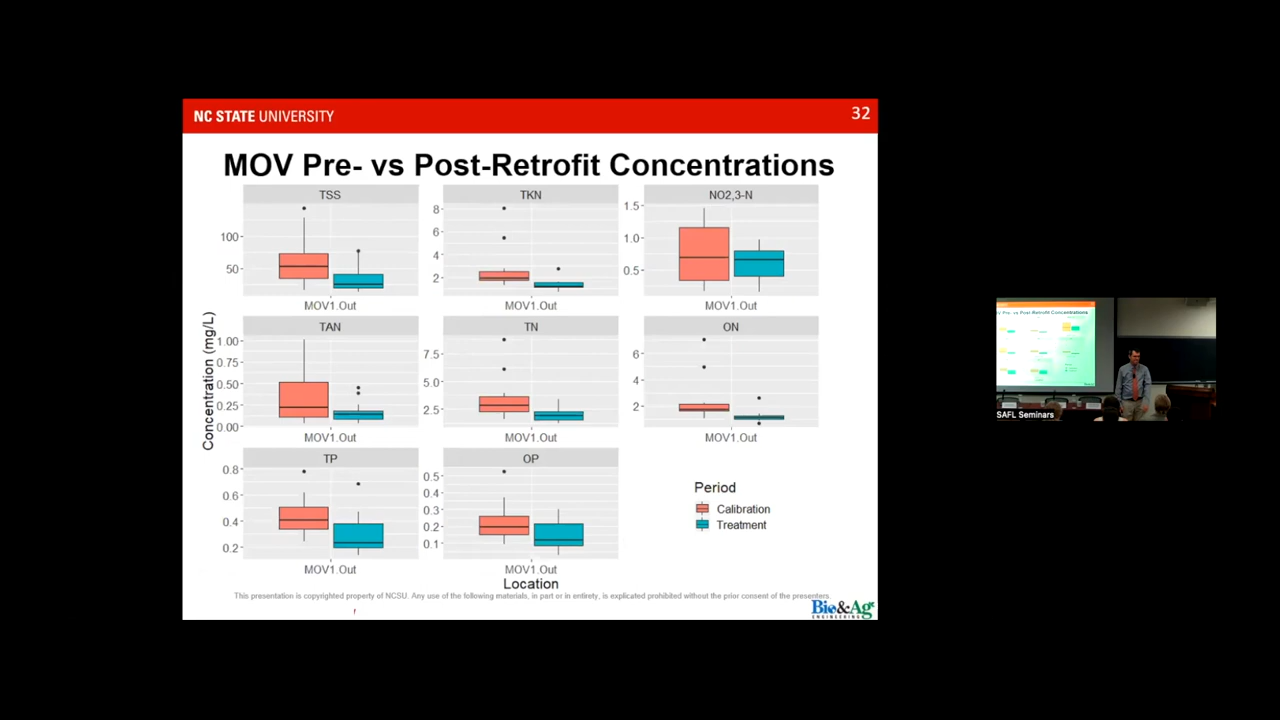 NC STATE UNIVERSITY
32
MOV Pre- vs Post-Retrofit Concentrations
TSS
TKN
NO2,3-N
100
50
8
6
4
2
1.5
1.0
0.5
MOV1.Out
MOV1.Out
MOV1.Out
Concentration (mg/L)
TAN
TN
ON
1.00
0.75
0.50
0.25
0.00
7.5
5.0
2.5
6
4
2
MOV1.Out
MOV1.Out
MOV1.Out
TP
OP
0.8
0.6
0.4
0.2
0.5
0.4
0.3
0.2
0.1
MOV1.Out
MOV1.Out
Location
Period
Calibration
Treatment
This presentation is copyrighted property of NCSU. Any use of the following materials, in part or in entirety, is explicated prohibited without the prior consent of the presenters.
Bio&Ag
ENGINEERING
Pre- vs Post-Retrofit Concentrations
SAFL Seminars